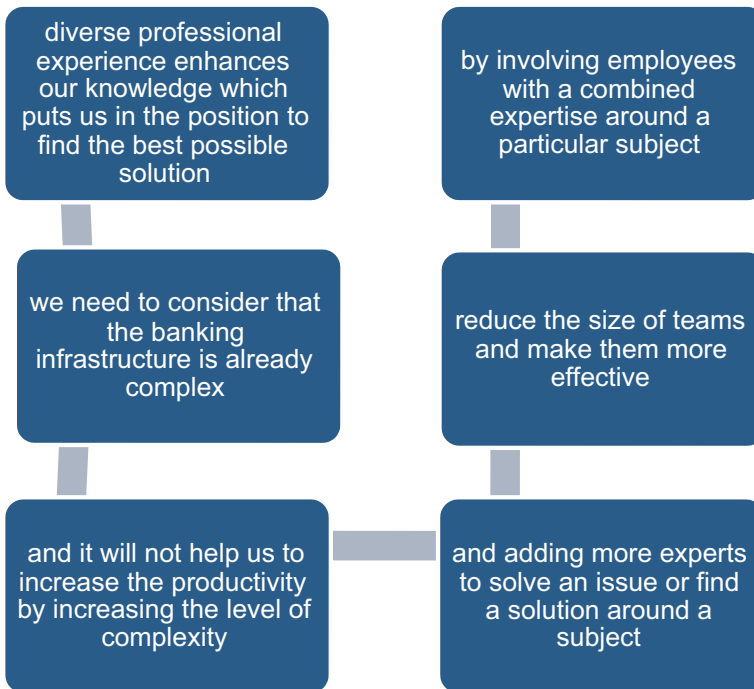 diverse professional
experience enhances
our knowledge which
puts us in the position to
find the best possible
solution
we need to consider that
the banking
infrastructure is already
complex
and it will not help us to
increase the productivity
by increasing the level of
complexity
and adding more experts
to solve an issue or find
a solution around a
subject
reduce the size of teams
and make them more
effective
by involving employees
with a combined
expertise around a
particular subject